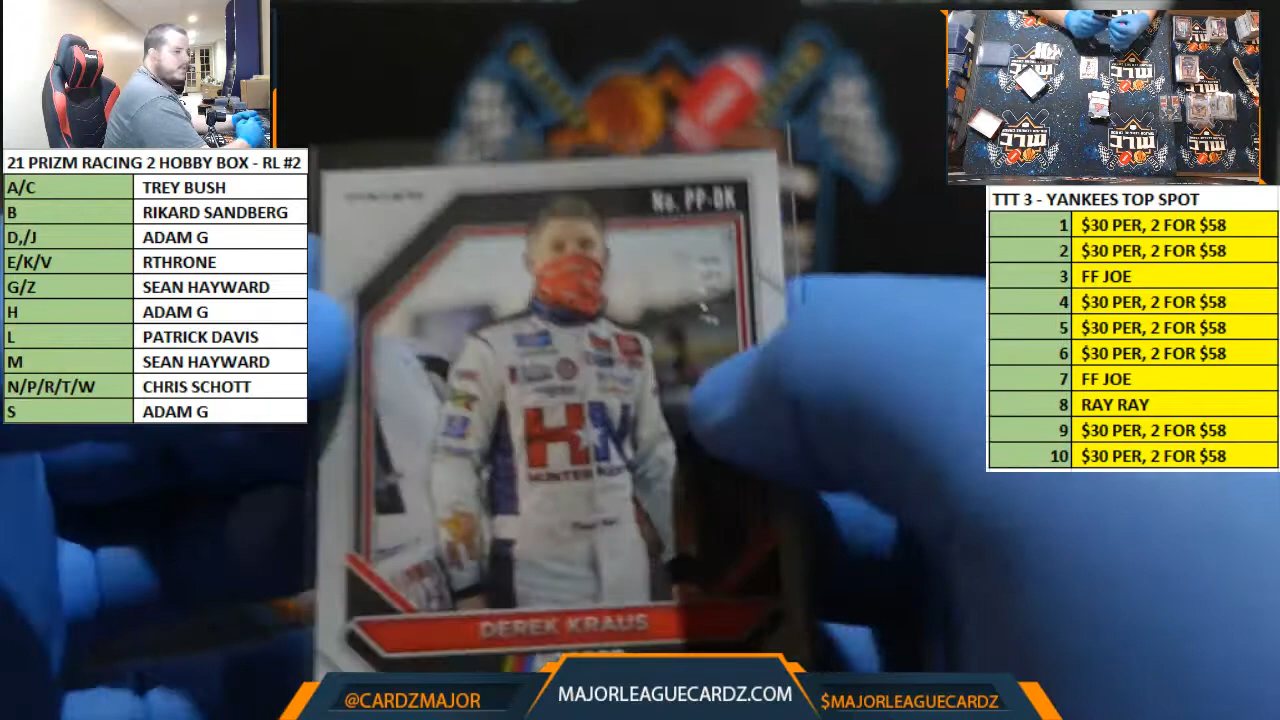 21 PRIZM RACING 2 HOBBY BOX - RL #2
A/C TREY BUSH
B RIKARD SANDBERG
D,/J ADAM G
E/K/V RTHRONE
G/Z SEAN HAYWARD
H ADAM G
L PATRICK DAVIS
M SEAN HAYWARD
N/P/R/T/W CHRIS SCHOTT
S ADAM G
No. PP-DK
DEREK KRAUS
TTT 3 - YANKEES TOP SPOT
1 $30 PER, 2 FOR $58
2 $30 PER, 2 FOR $58
3 FF JOE
4 $30 PER, 2 FOR $58
5 $30 PER, 2 FOR $58
6 $30 PER, 2 FOR $58
7 FF JOE
8 RAY RAY
9 $30 PER, 2 FOR $58
10 $30 PER, 2 FOR $58
@CARDZMAJOR
MAJORLEAGUECARDZ.COM
$MAJORLEAGUECARDZ